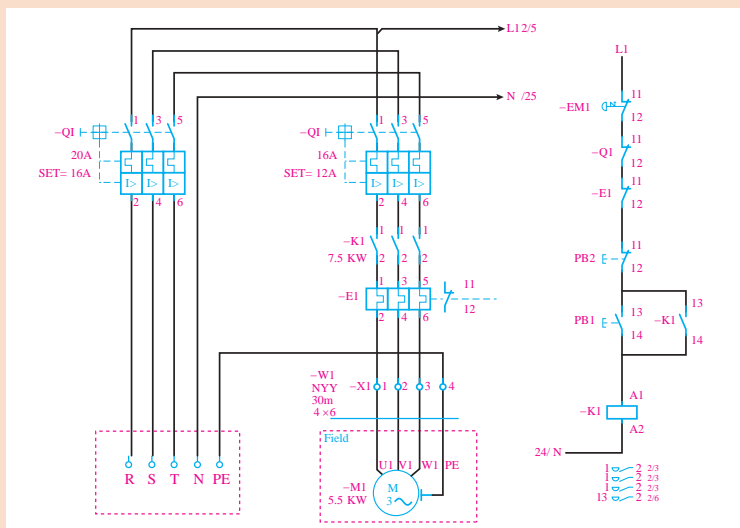 L1 2/5
N /25
1 3 5
–QI
20A
SET= 16A
I> I> I>
2 4 6
1 3 5
–QI
16A
SET= 12A
I> I> I>
2 4 6
1 1 1
–K1
7.5 KW
2 2 2
1 3 5
–E1
11
12
2 4 6
–W1
NYY
30m
4 ×6
–X1 1 2 3 4
Field
U1 V1 W1 PE
–M1
5.5 KW
M
3
R S T N PE
L1
–EM1
11
12
–Q1
11
12
–E1
11
12
PB2
11
12
PB1
13
14
–K1
13
14
–K1
A1
A2
24/ N
1 2 2/3
1 2 2/3
1 2 2/3
13 2 2/6